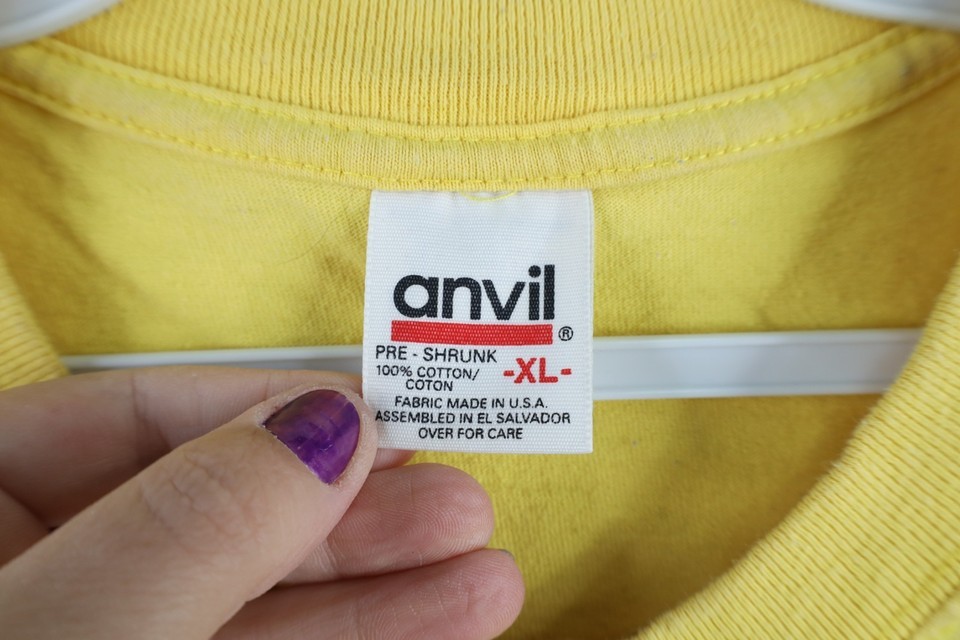 anvil®
PRE - SHRUNK
100% COTTON/
COTON
-XL-
FABRIC MADE IN U.S.A.
ASSEMBLED IN EL SALVADOR
OVER FOR CARE